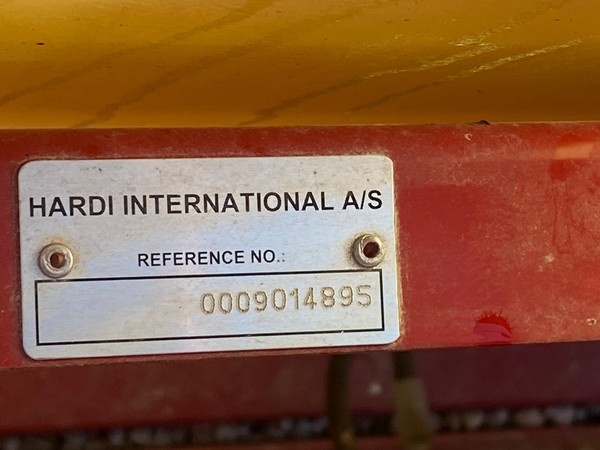 HARDI INTERNATIONAL A/S
REFERENCE NO.:
0009014895